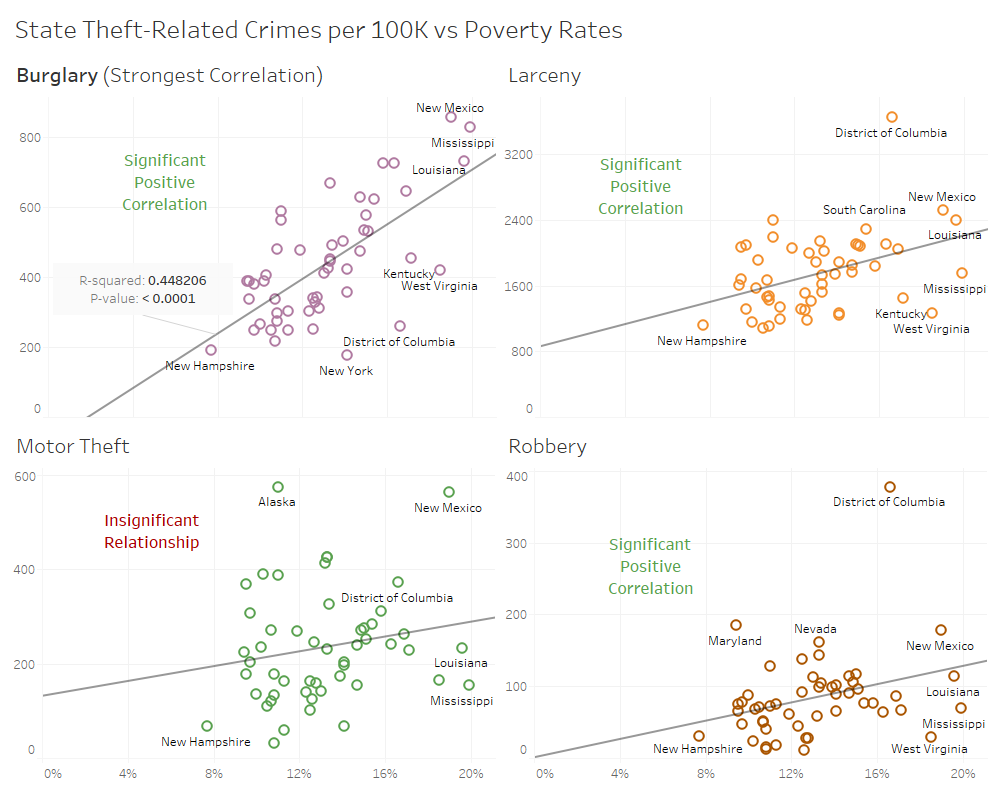 State Theft-Related Crimes per 100K vs Poverty Rates
Burglary (Strongest Correlation)
800
600
400
200
0
Significant
Positive
Correlation
R-squared: 0.448206
P-value: < 0.0001
New Mexico
Mississippi
Louisiana
Kentucky
West Virginia
District of Columbia
New Hampshire
New York
Larceny
3200
2400
1600
800
0
Significant
Positive
Correlation
District of Columbia
New Mexico
South Carolina
Louisiana
Mississippi
Kentucky
West Virginia
New Hampshire
Motor Theft
600
400
200
0
Alaska
New Mexico
Insignificant
Relationship
District of Columbia
Louisiana
Mississippi
New Hampshire
0% 4% 8% 12% 16% 20%
Robbery
400
300
200
100
0
District of Columbia
Significant
Positive
Correlation
Maryland
Nevada
New Mexico
Louisiana
Mississippi
New Hampshire
West Virginia
0% 4% 8% 12% 16% 20%